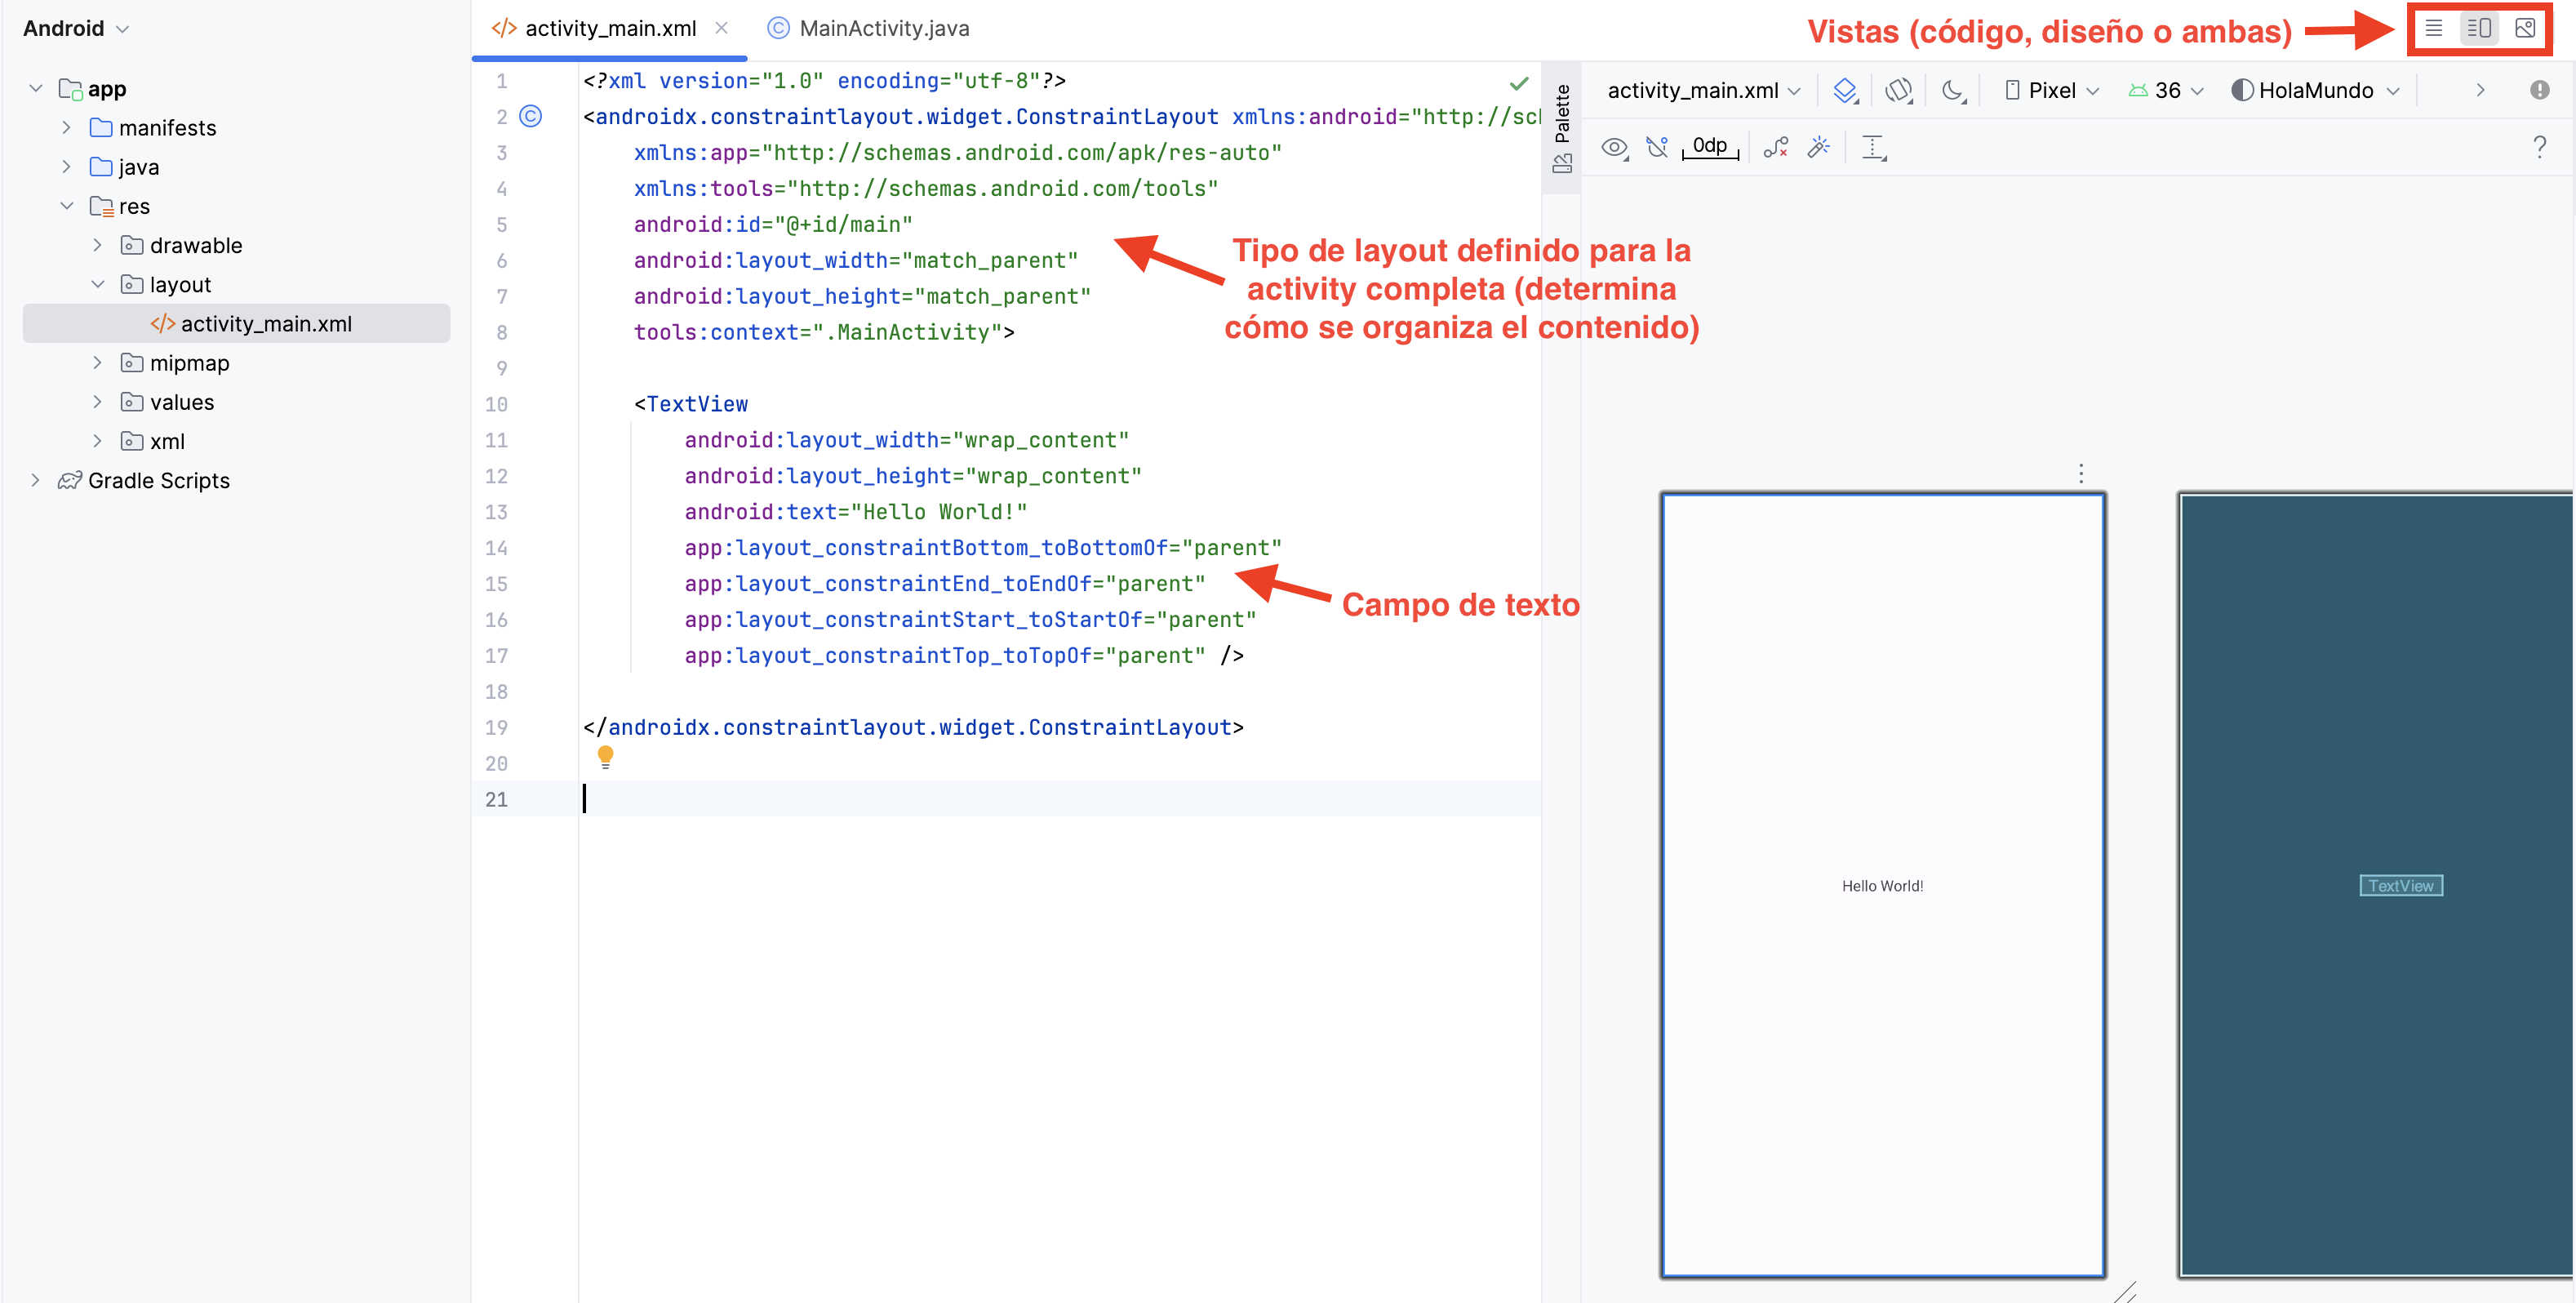 Android
activity_main.xml
MainActivity.java
Vistas (código, diseño o ambas)
app
manifests
java
res
drawable
layout
activity_main.xml
mipmap
values
xml
Gradle Scripts
1 <?xml version="1.0" encoding="utf-8"?>
2 <androidx.constraintlayout.widget.ConstraintLayout xmlns:android="http://sc
3 xmlns:app="http://schemas.android.com/apk/res-auto"
4 xmlns:tools="http://schemas.android.com/tools"
5 android:id="@+id/main"
6 android:layout_width="match_parent"
7 android:layout_height="match_parent"
8 tools:context=".MainActivity">
9
10 <TextView
11 android:layout_width="wrap_content"
12 android:layout_height="wrap_content"
13 android:text="Hello World!"
14 app:layout_constraintBottom_toBottomOf="parent"
15 app:layout_constraintEnd_toEndOf="parent"
16 app:layout_constraintStart_toStartOf="parent"
17 app:layout_constraintTop_toTopOf="parent" />
18
19 </androidx.constraintlayout.widget.ConstraintLayout>
20
21
Tipo de layout definido para la
activity completa (determina
cómo se organiza el contenido)
Campo de texto
Palette
activity_main.xml
Pixel
36
HolaMundo
0dp
?
Hello World!
TextView